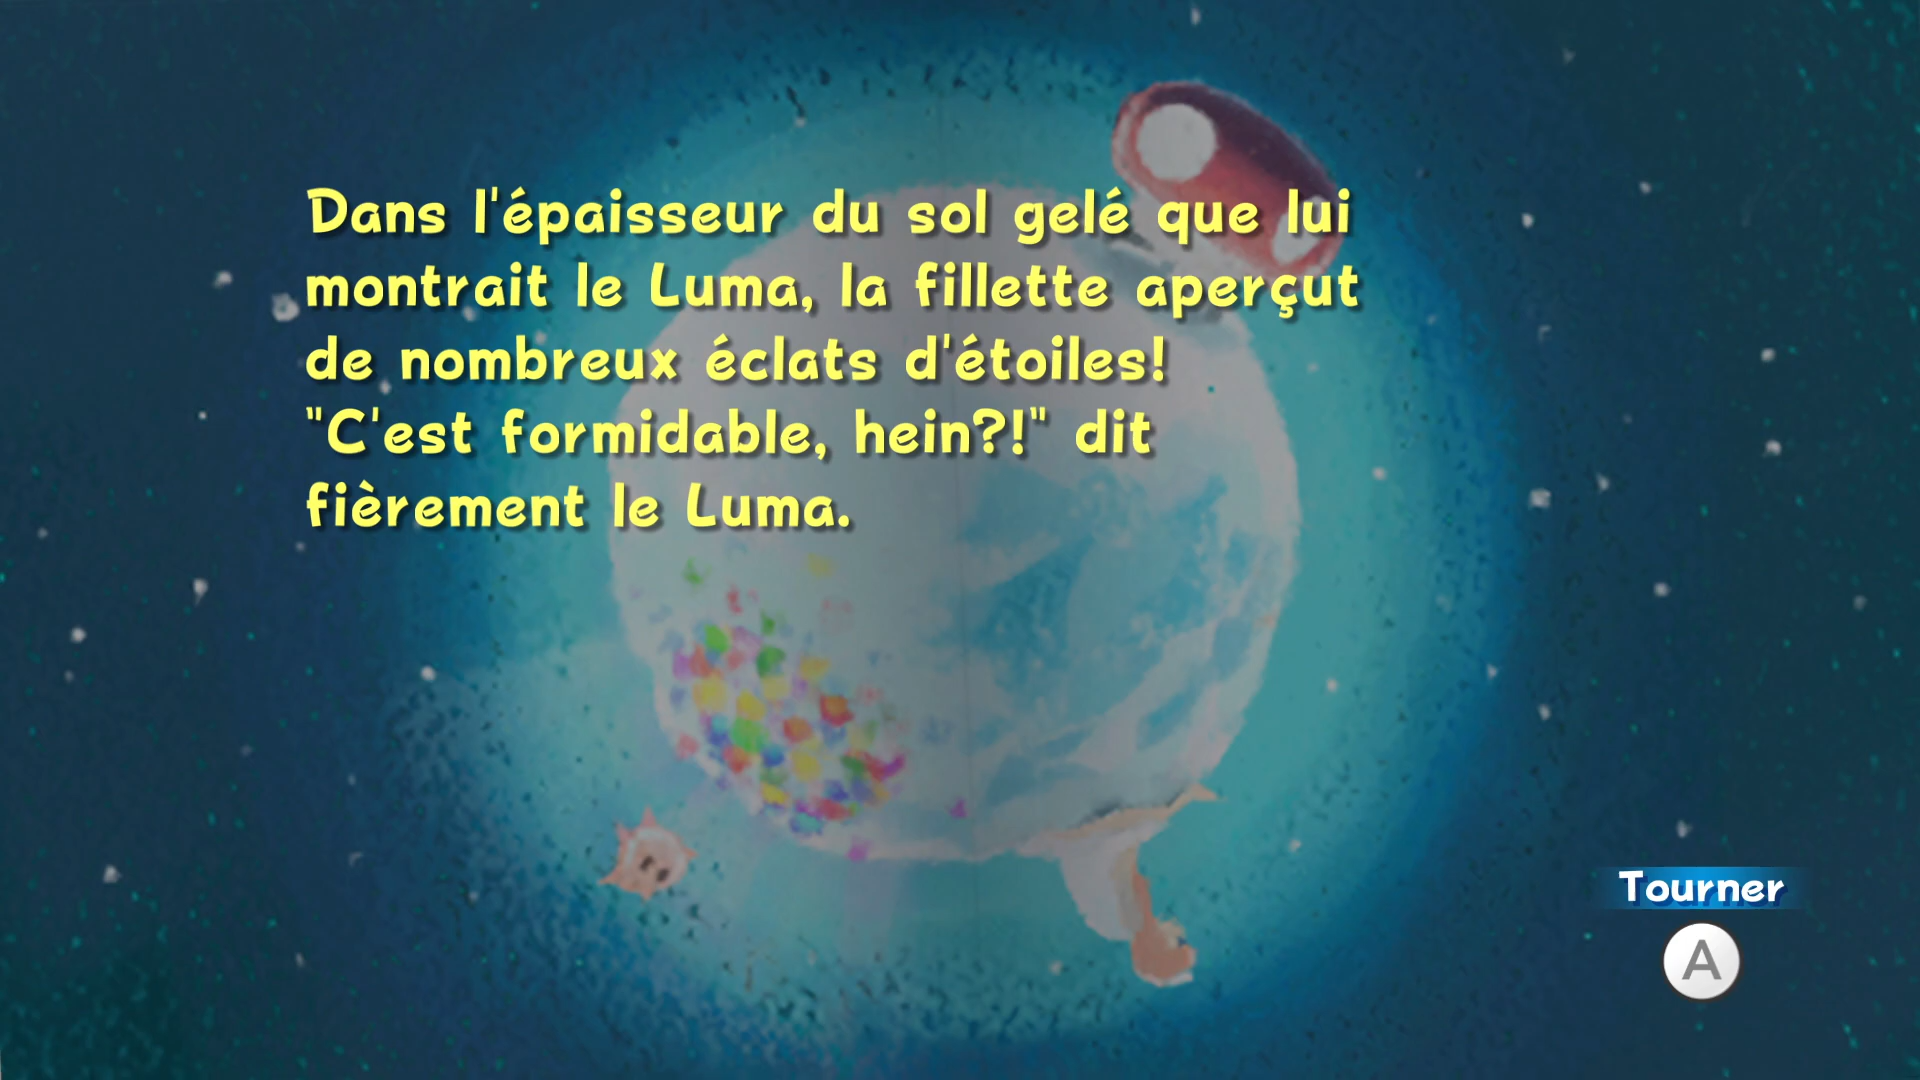 Dans l'épaisseur du sol gelé que lui
montrait le Luma, la fillette aperçut
de nombreux éclats d'étoiles!
"C'est formidable, hein?!" dit
fièrement le Luma.
Tourner
A